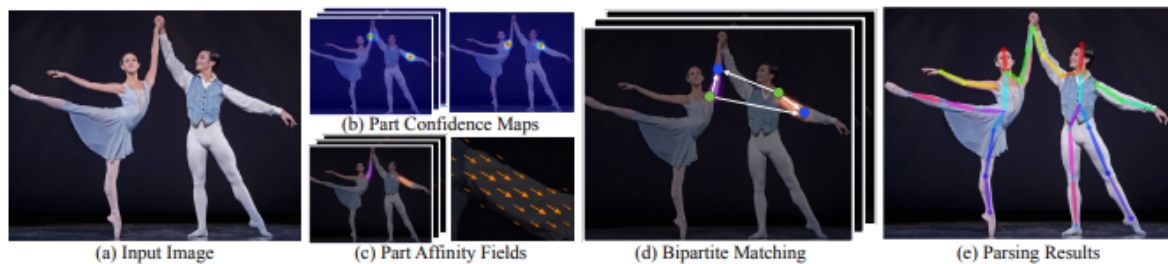 (a) Input Image
(b) Part Confidence Maps
(c) Part Affinity Fields
(d) Bipartite Matching
(e) Parsing Results